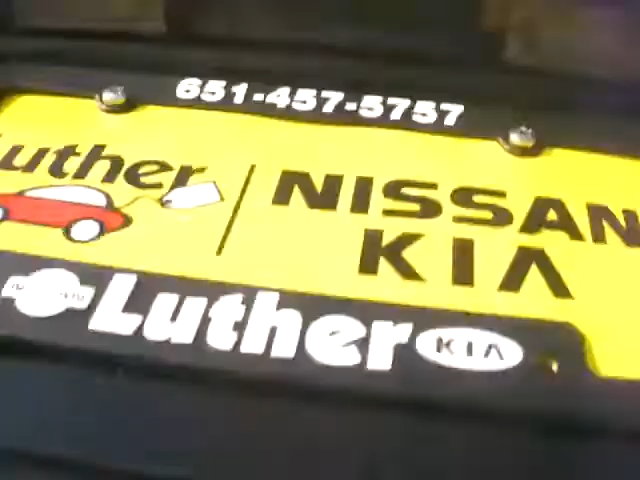 651-457-5757
Luther
NISSAN
KIA
Luther KIA